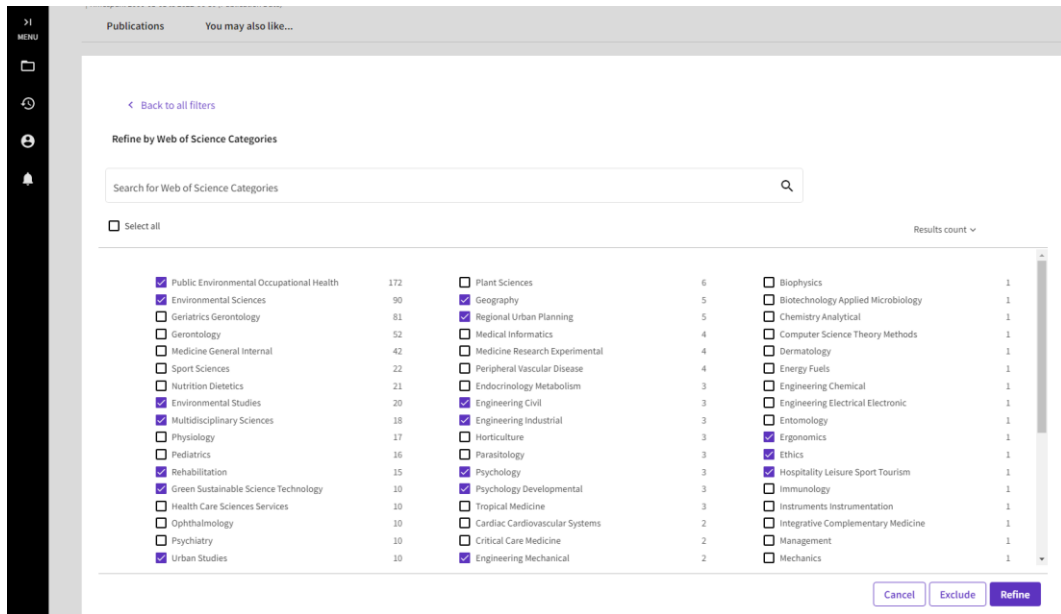 MENU
Publications
You may also like...
Back to all filters
Refine by Web of Science Categories
Search for Web of Science Categories
Select all
Results count
Public Environmental Occupational Health 172
Environmental Sciences 90
Geriatrics Gerontology 81
Gerontology 52
Medicine General Internal 42
Sport Sciences 22
Nutrition Dietetics 21
Environmental Studies 20
Multidisciplinary Sciences 18
Physiology 17
Pediatrics 16
Rehabilitation 15
Green Sustainable Science Technology 10
Health Care Sciences Services 10
Ophthalmology 10
Psychiatry 10
Urban Studies 10
Plant Sciences 6
Geography 5
Regional Urban Planning 5
Medical Informatics 4
Medicine Research Experimental 4
Peripheral Vascular Disease 4
Endocrinology Metabolism 3
Engineering Civil 3
Engineering Industrial 3
Horticulture 3
Parasitology 3
Psychology 3
Psychology Developmental 3
Tropical Medicine 3
Cardiac Cardiovascular Systems 2
Critical Care Medicine 2
Engineering Mechanical 2
Biophysics 1
Biotechnology Applied Microbiology 1
Chemistry Analytical 1
Computer Science Theory Methods 1
Dermatology 1
Energy Fuels 1
Engineering Chemical 1
Engineering Electrical Electronic 1
Entomology 1
Ergonomics 1
Ethics 1
Hospitality Leisure Sport Tourism 1
Immunology 1
Instruments Instrumentation 1
Integrative Complementary Medicine 1
Management 1
Mechanics 1
Cancel
Exclude
Refine